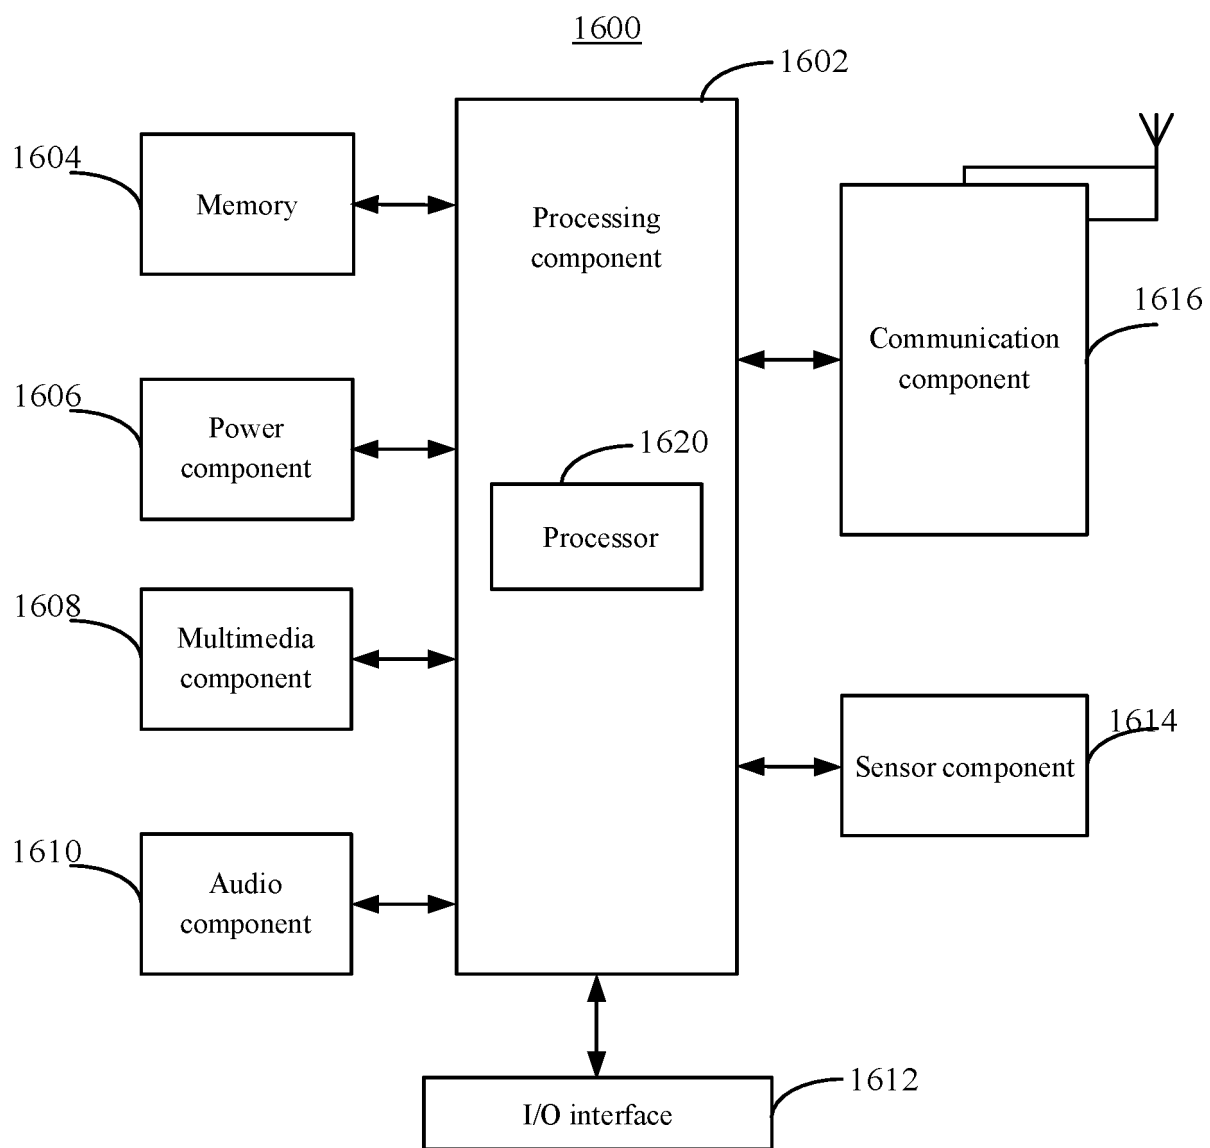 1600
1602
1604
Memory
Processing
component
1616
Communication
component
1606
Power
component
1620
Processor
1608
Multimedia
component
1614
Sensor component
1610
Audio
component
1612
I/O interface